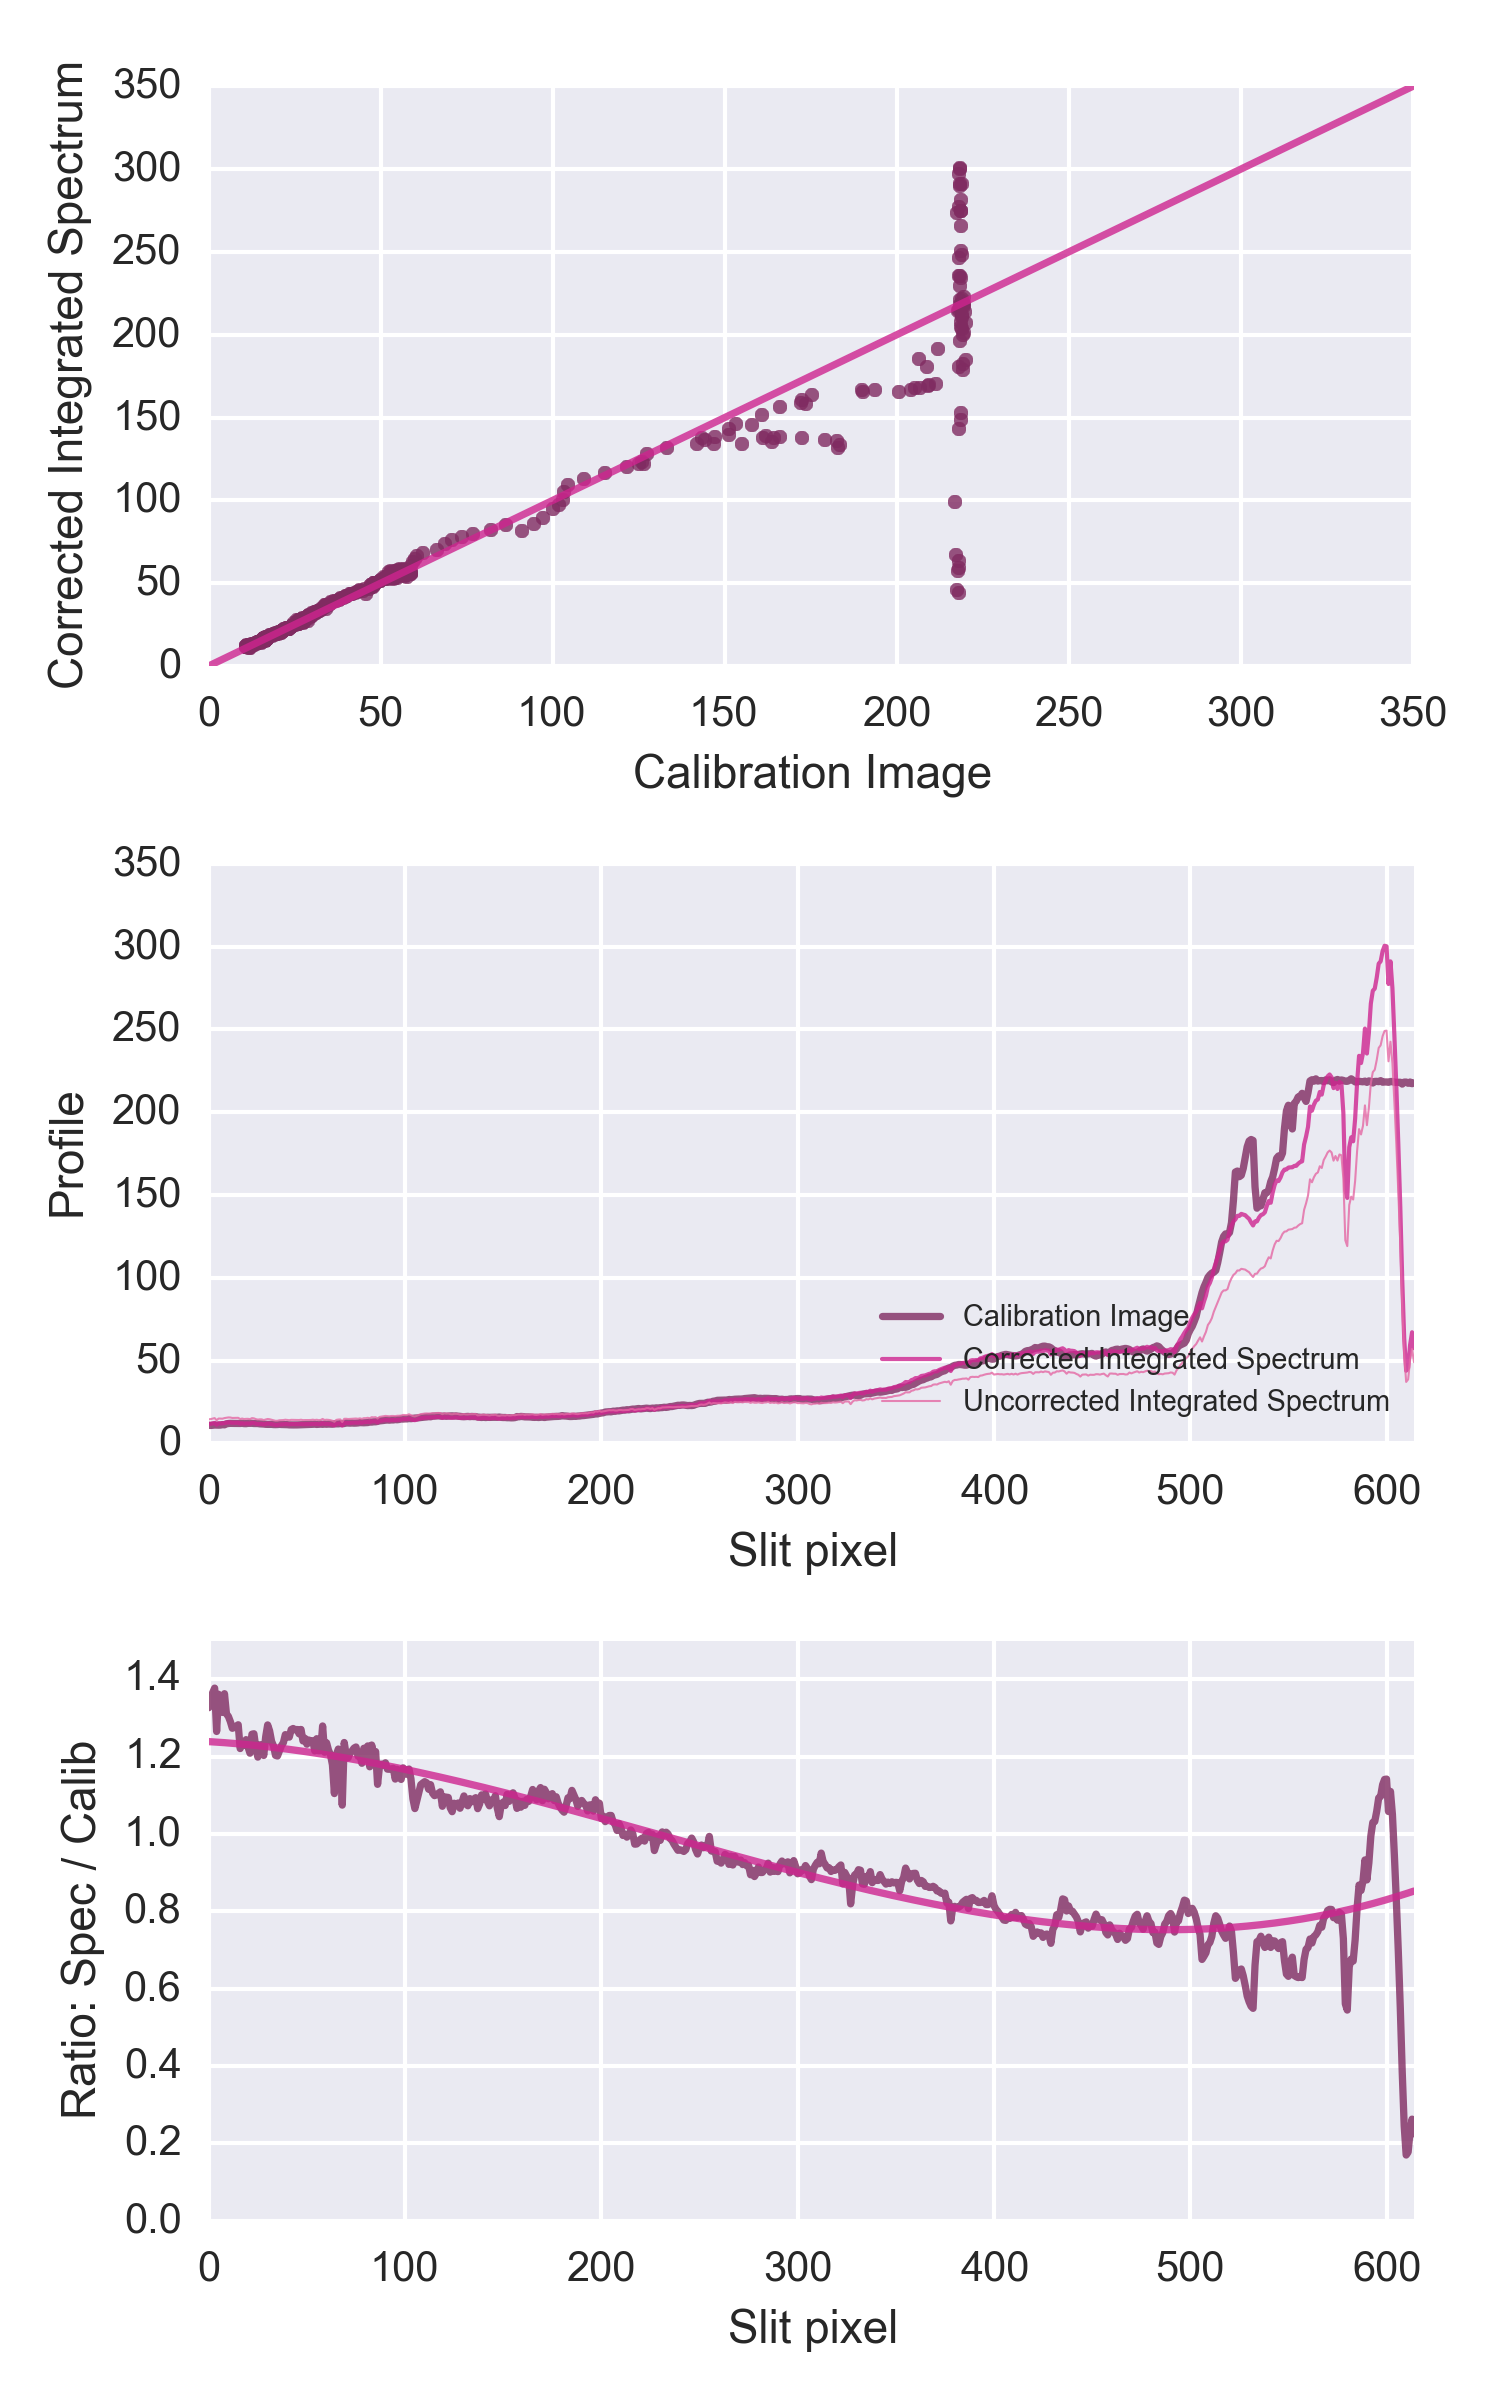 350
300
250
200
150
100
50
0
Corrected Integrated Spectrum
0 50 100 150 200 250 300 350
Calibration Image
350
300
250
200
150
100
50
0
Profile
Calibration Image
Corrected Integrated Spectrum
Uncorrected Integrated Spectrum
0 100 200 300 400 500 600
Slit pixel
1.4
1.2
1.0
0.8
0.6
0.4
0.2
0.0
Ratio: Spec / Calib
0 100 200 300 400 500 600
Slit pixel